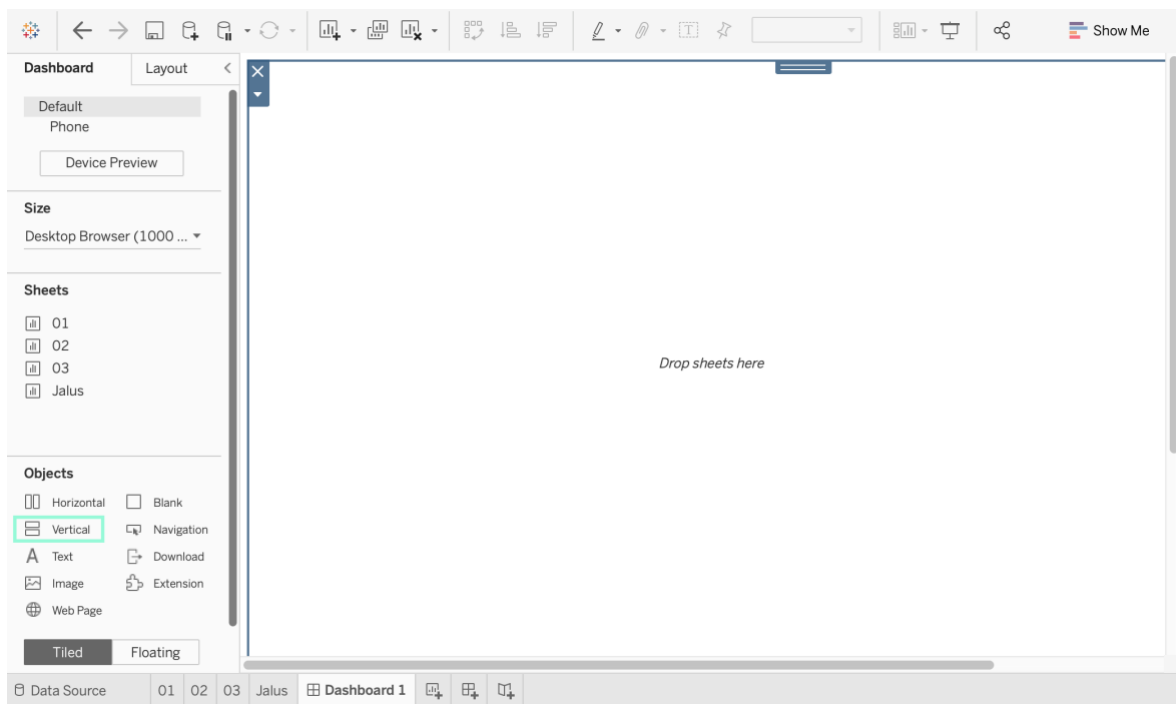 Show Me
Dashboard Layout
Default
Phone
Device Preview
Size
Desktop Browser (1000 ...
Sheets
01
02
03
Jalus
Drop sheets here
Objects
Horizontal Blank
Vertical Navigation
A Text Download
Image Extension
Web Page
Tiled Floating
Data Source 01 02 03 Jalus Dashboard 1